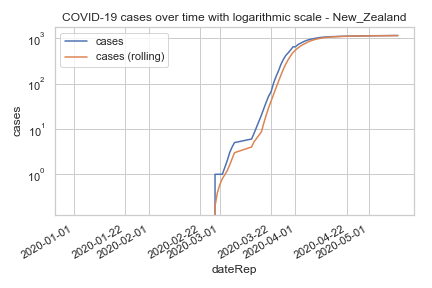 COVID-19 cases over time with logarithmic scale - New_Zealand
cases
cases (rolling)
10³
10²
10¹
10⁰
cases
2020-01-01
2020-01-22
2020-02-01
2020-02-22
2020-03-01
2020-03-22
2020-04-01
2020-04-22
2020-05-01
dateRep